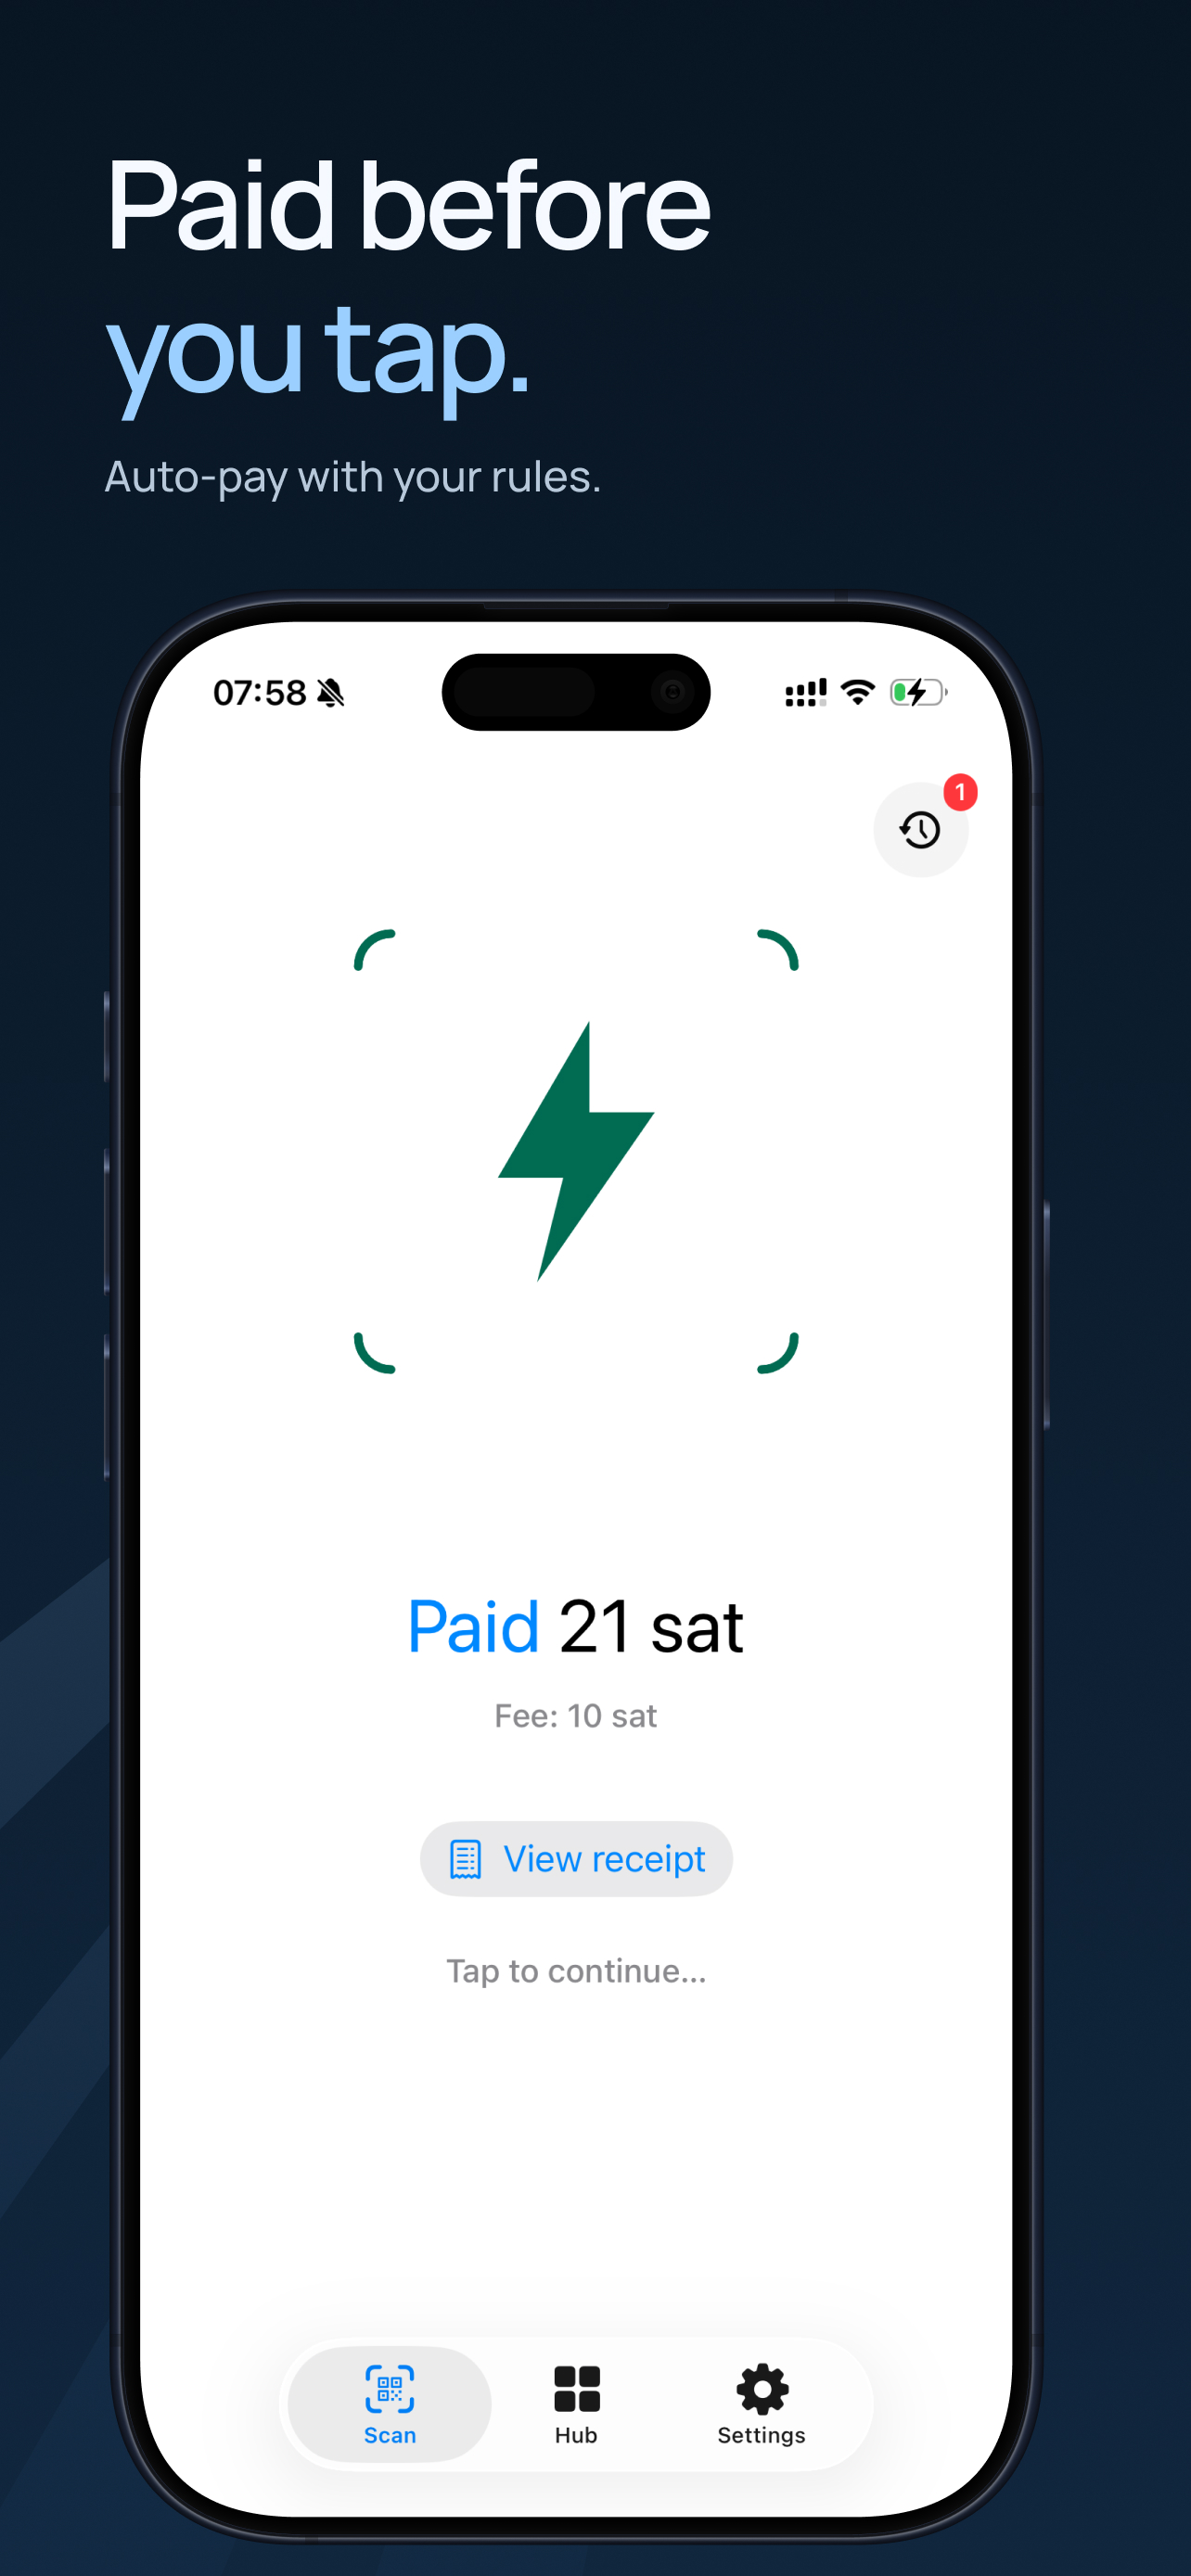 Paid before
you tap.
Auto-pay with your rules.
07:58
1
Paid 21 sat
Fee: 10 sat
View receipt
Tap to continue...
Scan
Hub
Settings